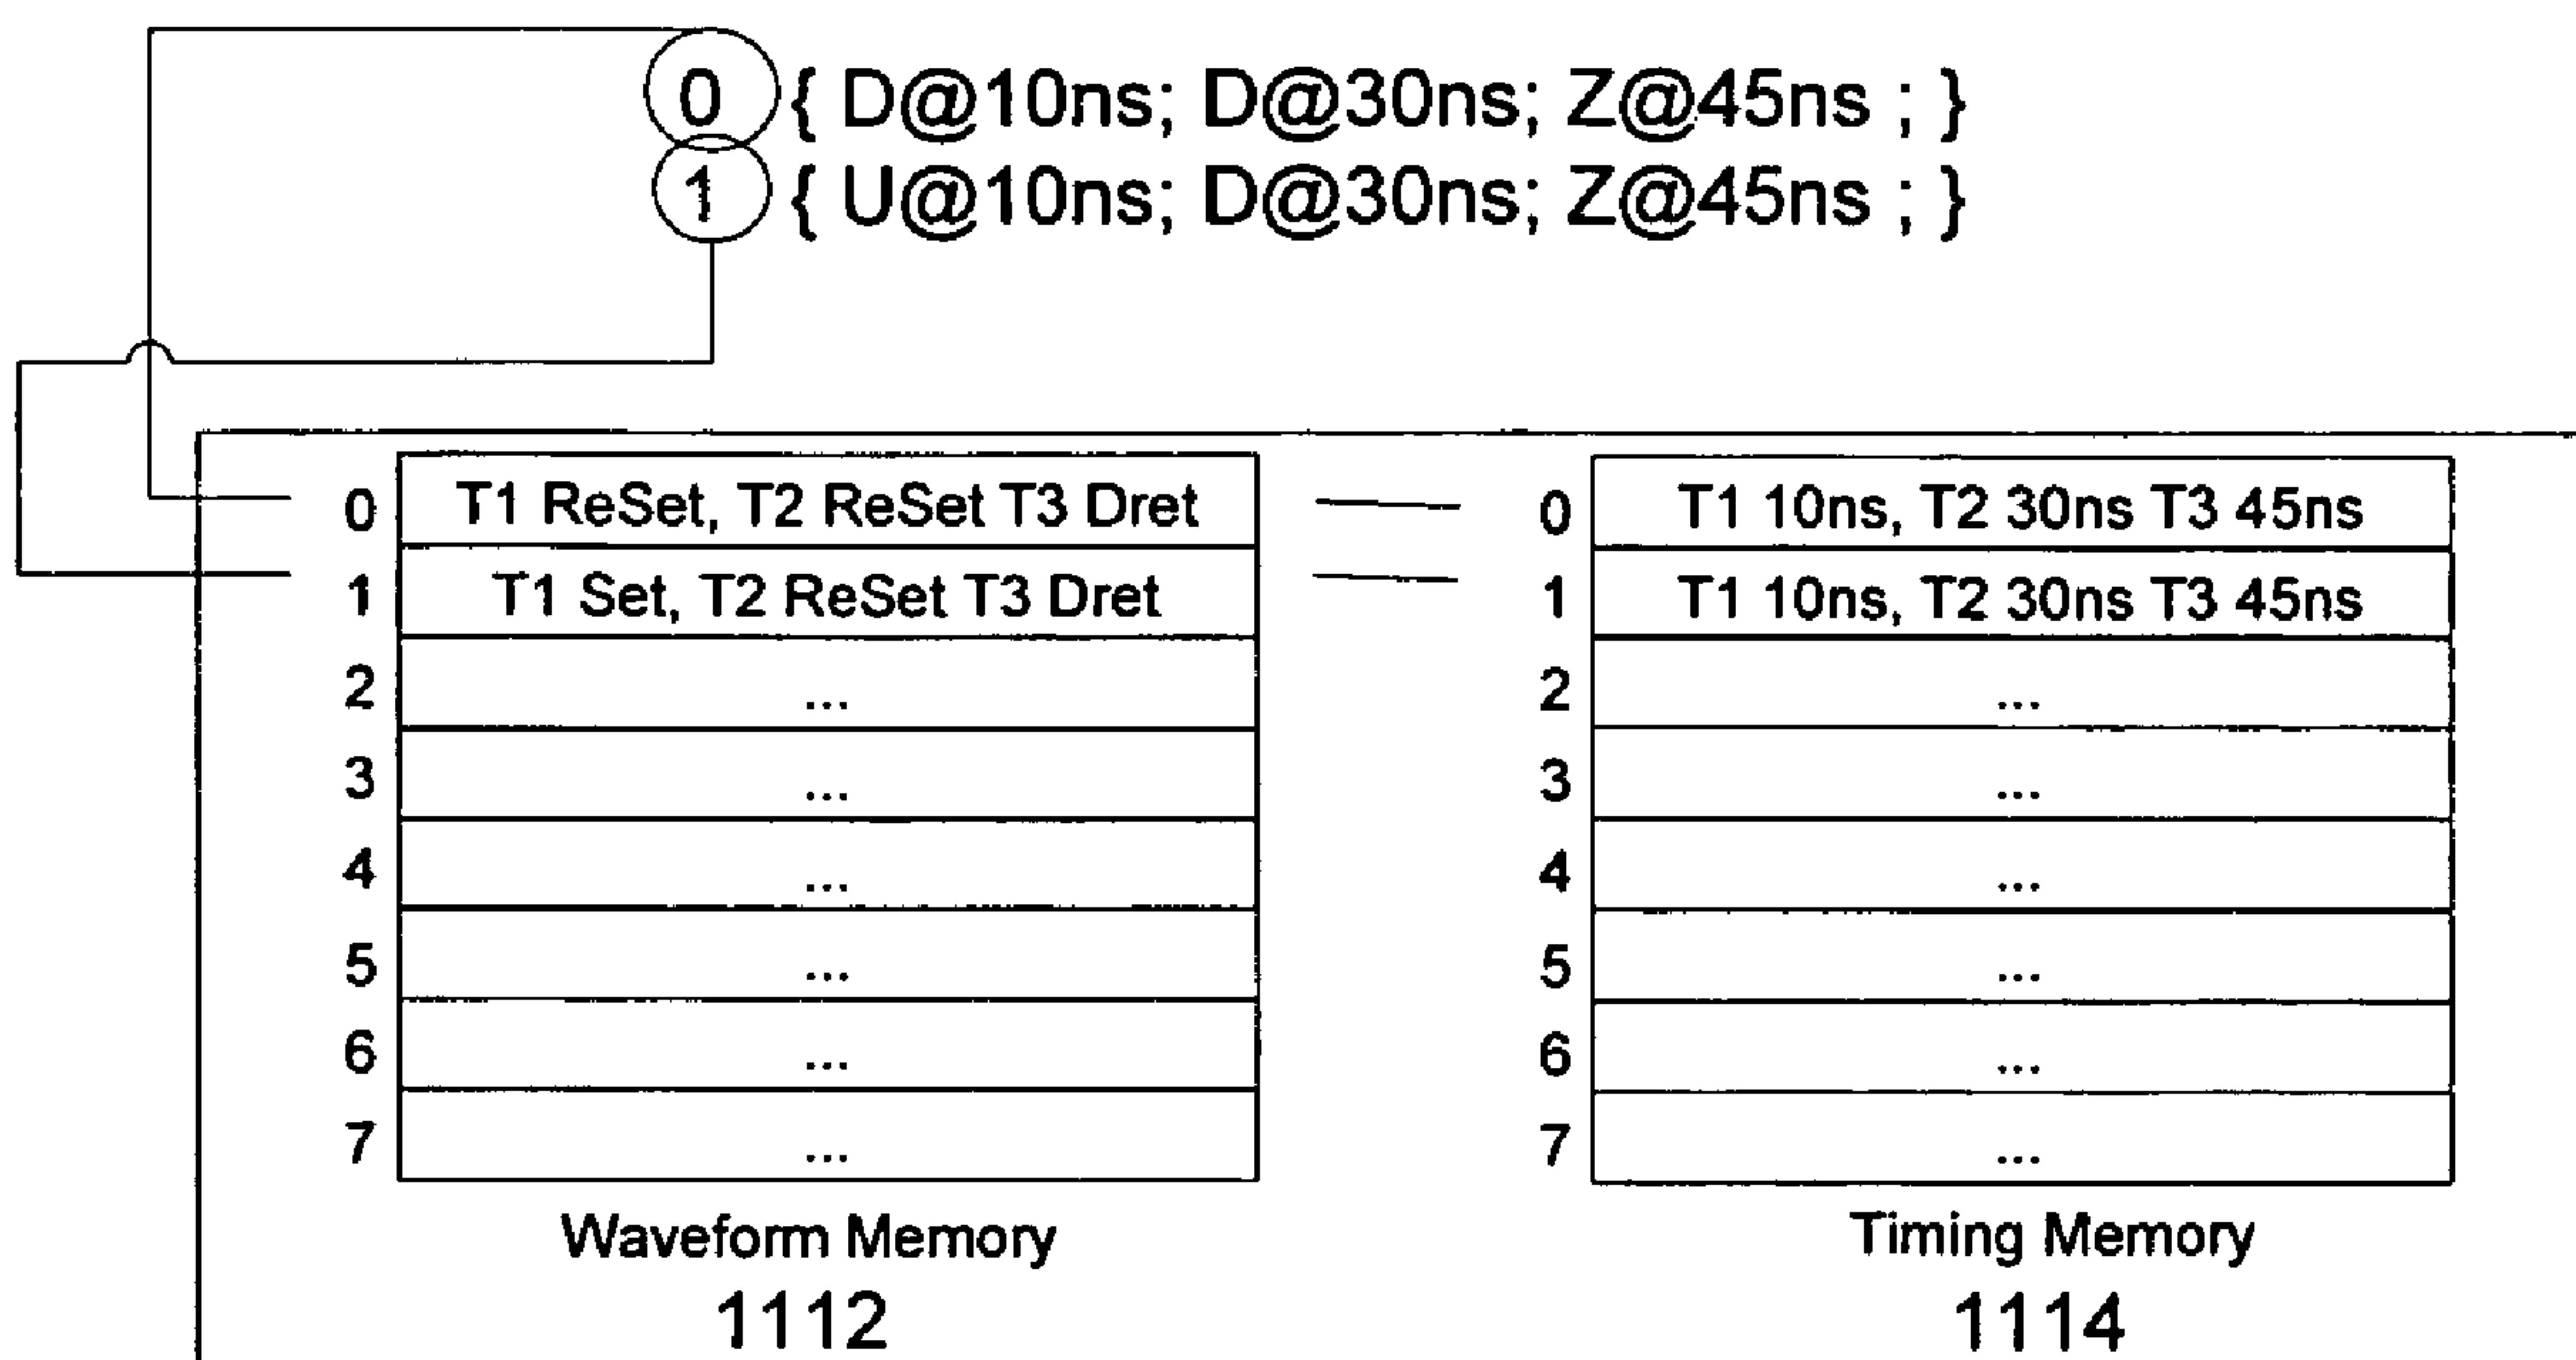 0 { D@10ns; D@30ns; Z@45ns ; }
1 { U@10ns; D@30ns; Z@45ns ; }
0 T1 ReSet, T2 ReSet T3 Dret 0 T1 10ns, T2 30ns T3 45ns
1 T1 Set, T2 ReSet T3 Dret 1 T1 10ns, T2 30ns T3 45ns
2 ... 2 ...
3 ... 3 ...
4 ... 4 ...
5 ... 5 ...
6 ... 6 ...
7 ... 7 ...
Waveform Memory Timing Memory
1112 1114